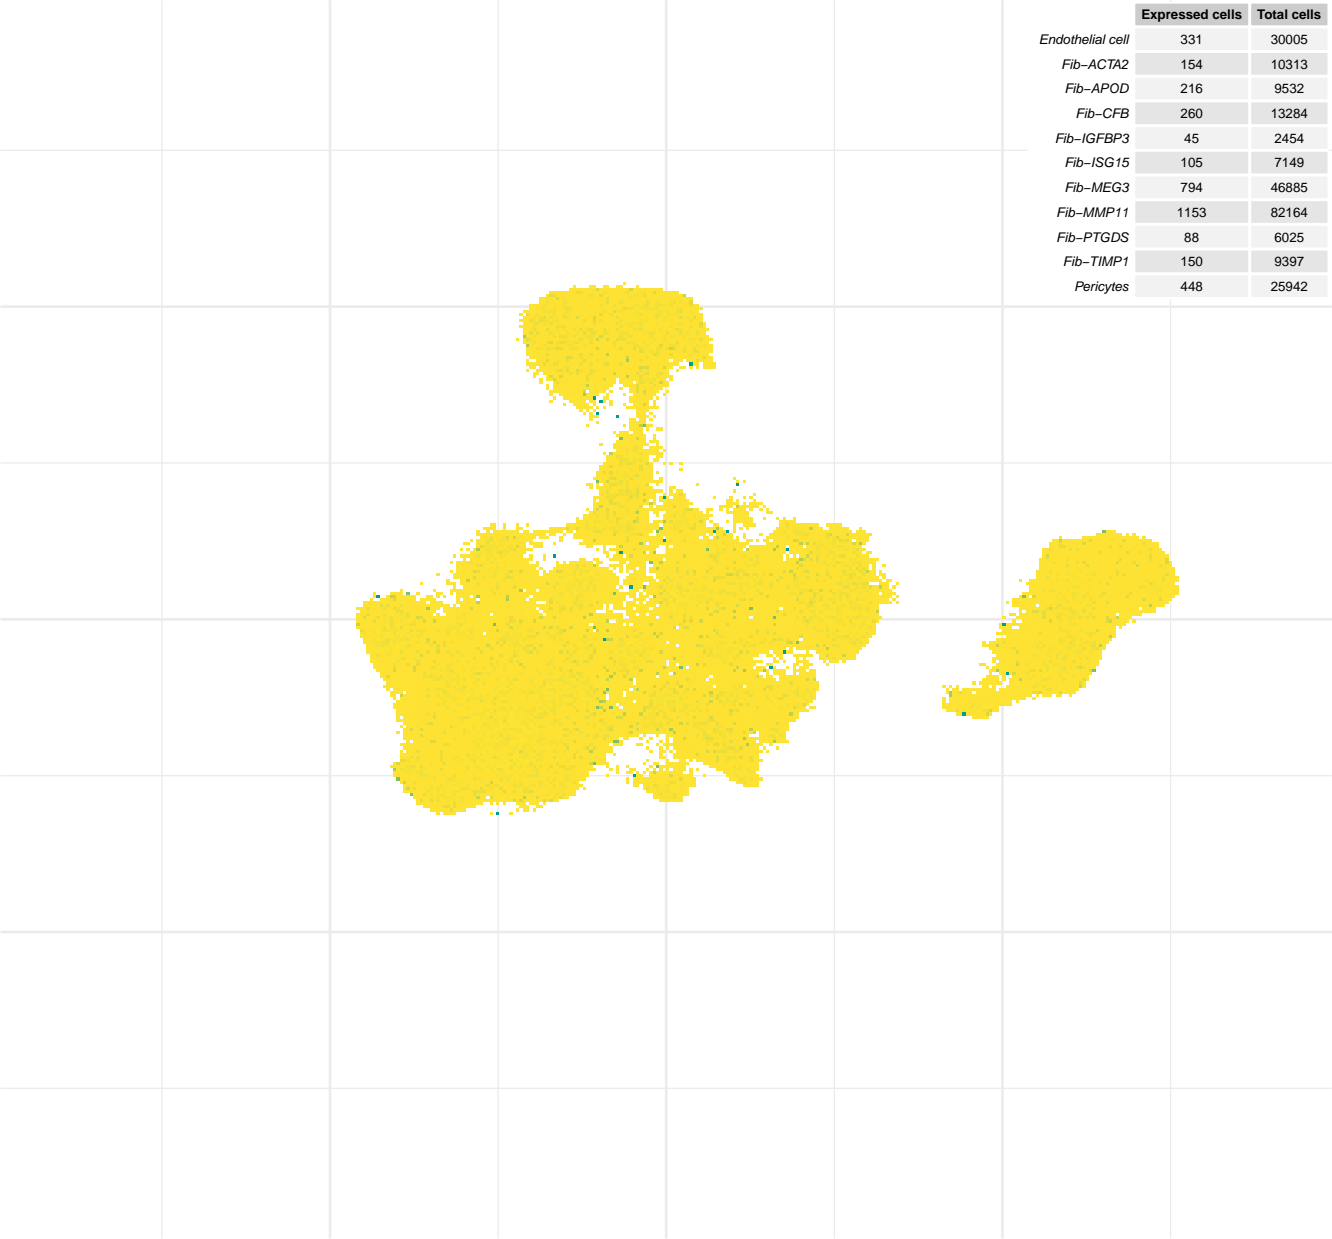 Expressed cells Total cells
Endothelial cell 331 30005
Fib−ACTA2 154 10313
Fib−APOD 216 9532
Fib−CFB 260 13284
Fib−IGFBP3 45 2454
Fib−ISG15 105 7149
Fib−MEG3 794 46885
Fib−MMP11 1153 82164
Fib−PTGDS 88 6025
Fib−TIMP1 150 9397
Pericytes 448 25942